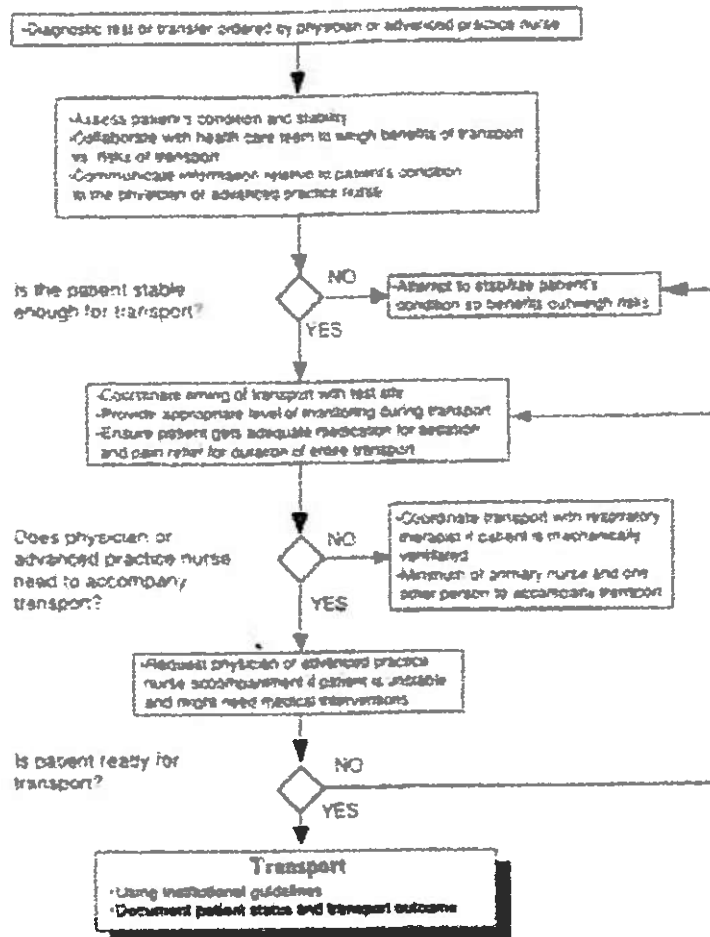 -Diagnostic test or transfer ordered by physician or advanced practice nurse
-Assess patient's condition and stability
-Collaborate with health care team to weigh benefits of transport
vs. risks of transport
-Communicate information relative to patient's condition
to the physician or advanced practice nurse
Is the patient stable
enough for transport?
NO
YES
-Attempt to stabilize patient's
condition so benefits outweigh risks
-Coordinate timing of transport with test site
-Provide appropriate level of monitoring during transport
-Ensure patient gets adequate medication for sedation
and pain relief for duration of entire transport
Does physician or
advanced practice nurse
need to accompany
transport?
NO
YES
-Coordinate transport with respiratory
therapist if patient is mechanically
ventilated
-Minimum of primary nurse and one
other person to accompany transport
-Request physician or advanced practice
nurse accompaniment if patient is unstable
and might need medical interventions
Is patient ready for
transport?
NO
YES
Transport
-Using institutional guidelines
-Document patient status and transport outcome